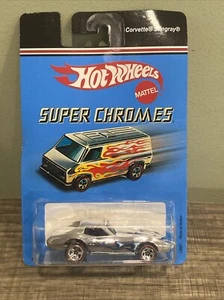 Corvette® Stingray®
Hot Wheels
MATTEL
SUPER CHROMES